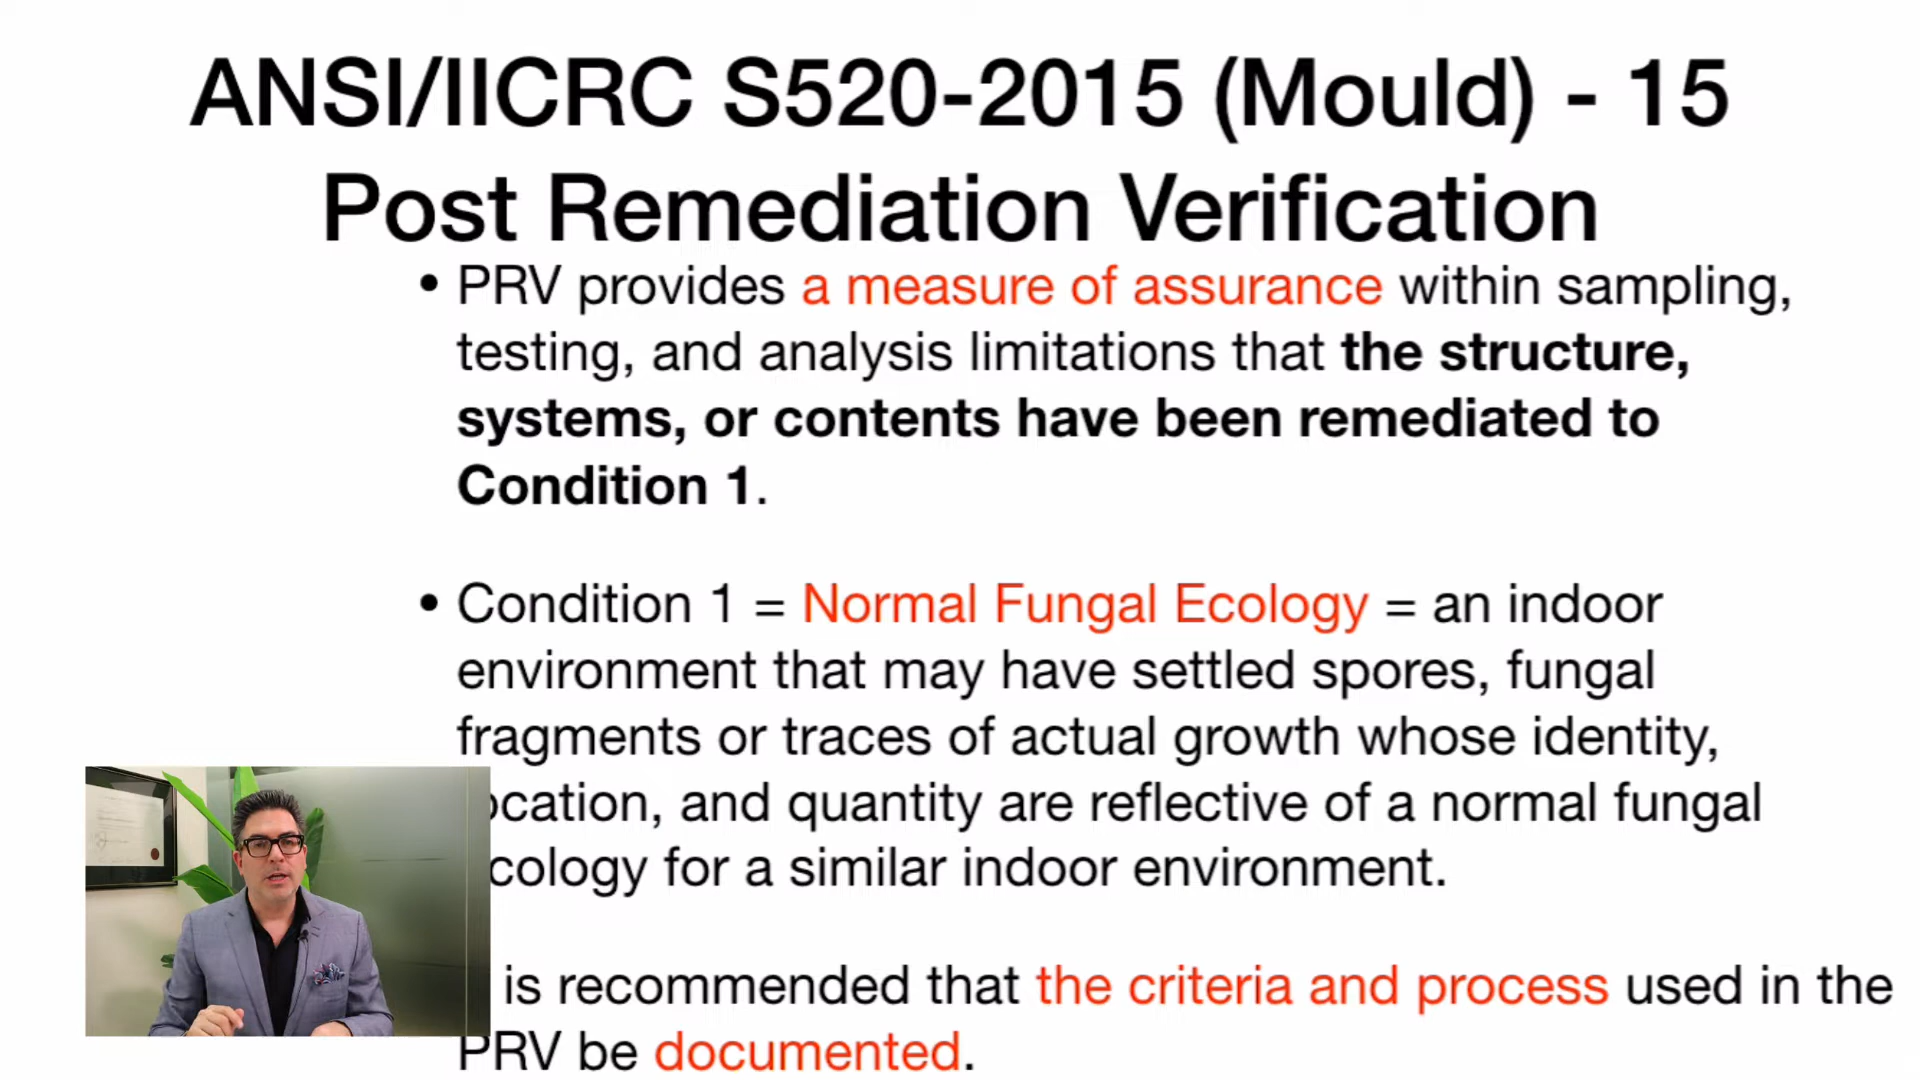 ANSI/IICRC S520-2015 (Mould) - 15
Post Remediation Verification
• PRV provides a measure of assurance within sampling,
testing, and analysis limitations that the structure,
systems, or contents have been remediated to
Condition 1.
• Condition 1 = Normal Fungal Ecology = an indoor
environment that may have settled spores, fungal
fragments or traces of actual growth whose identity,
ocation, and quantity are reflective of a normal fungal
cology for a similar indoor environment.
is recommended that the criteria and process used in the
PRV be documented.